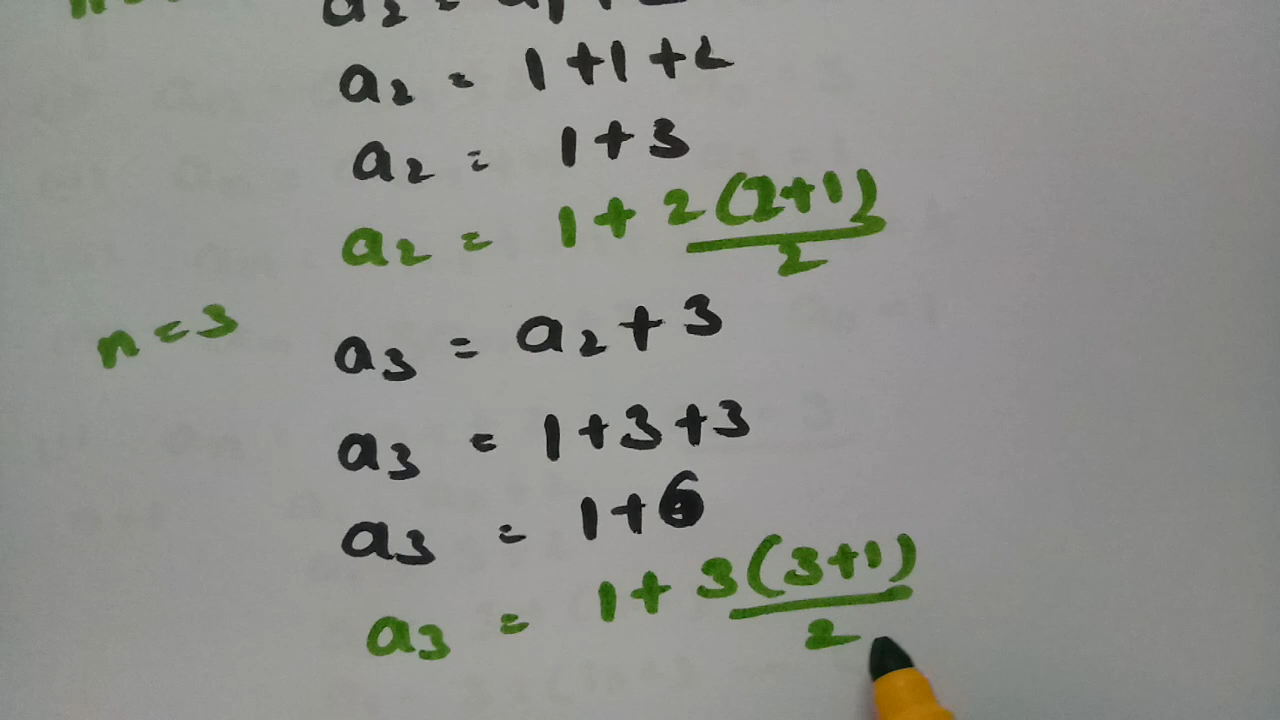 a₂ = 1+1+2
a₂ = 1+3
a₂ = 1+ 2(2+1)/2
n=3
a₃ = a₂+3
a₃ = 1+3+3
a₃ = 1+6
a₃ = 1+ 3(3+1)/2